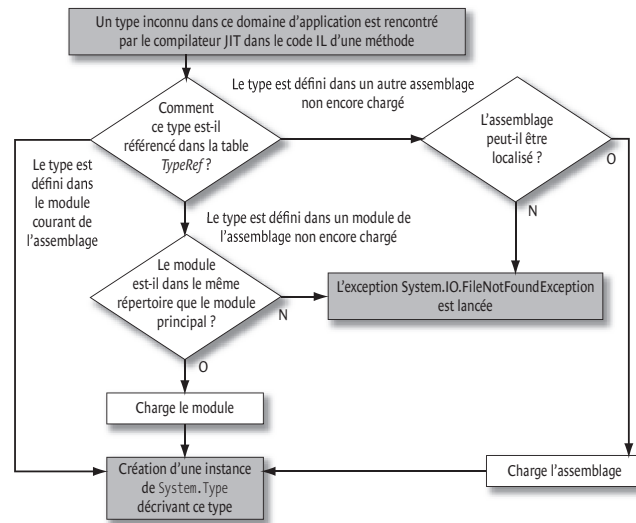 Un type inconnu dans ce domaine d'application est rencontré
par le compilateur JIT dans le code IL d'une méthode
Le type est défini dans un autre assemblage
non encore chargé
Comment
ce type est-il
référencé dans la table
TypeRef ?
L'assemblage
peut-il être
localisé ?
O
N
Le type est
défini dans
le module
courant de
l'assemblage
Le type est défini dans un module de
l'assemblage non encore chargé
Le module
est-il dans le même
répertoire que le module
principal ?
N
O
L'exception System.IO.FileNotFoundException
est lancée
Charge le module
Création d'une instance
de System.Type
décrivant ce type
Charge l'assemblage